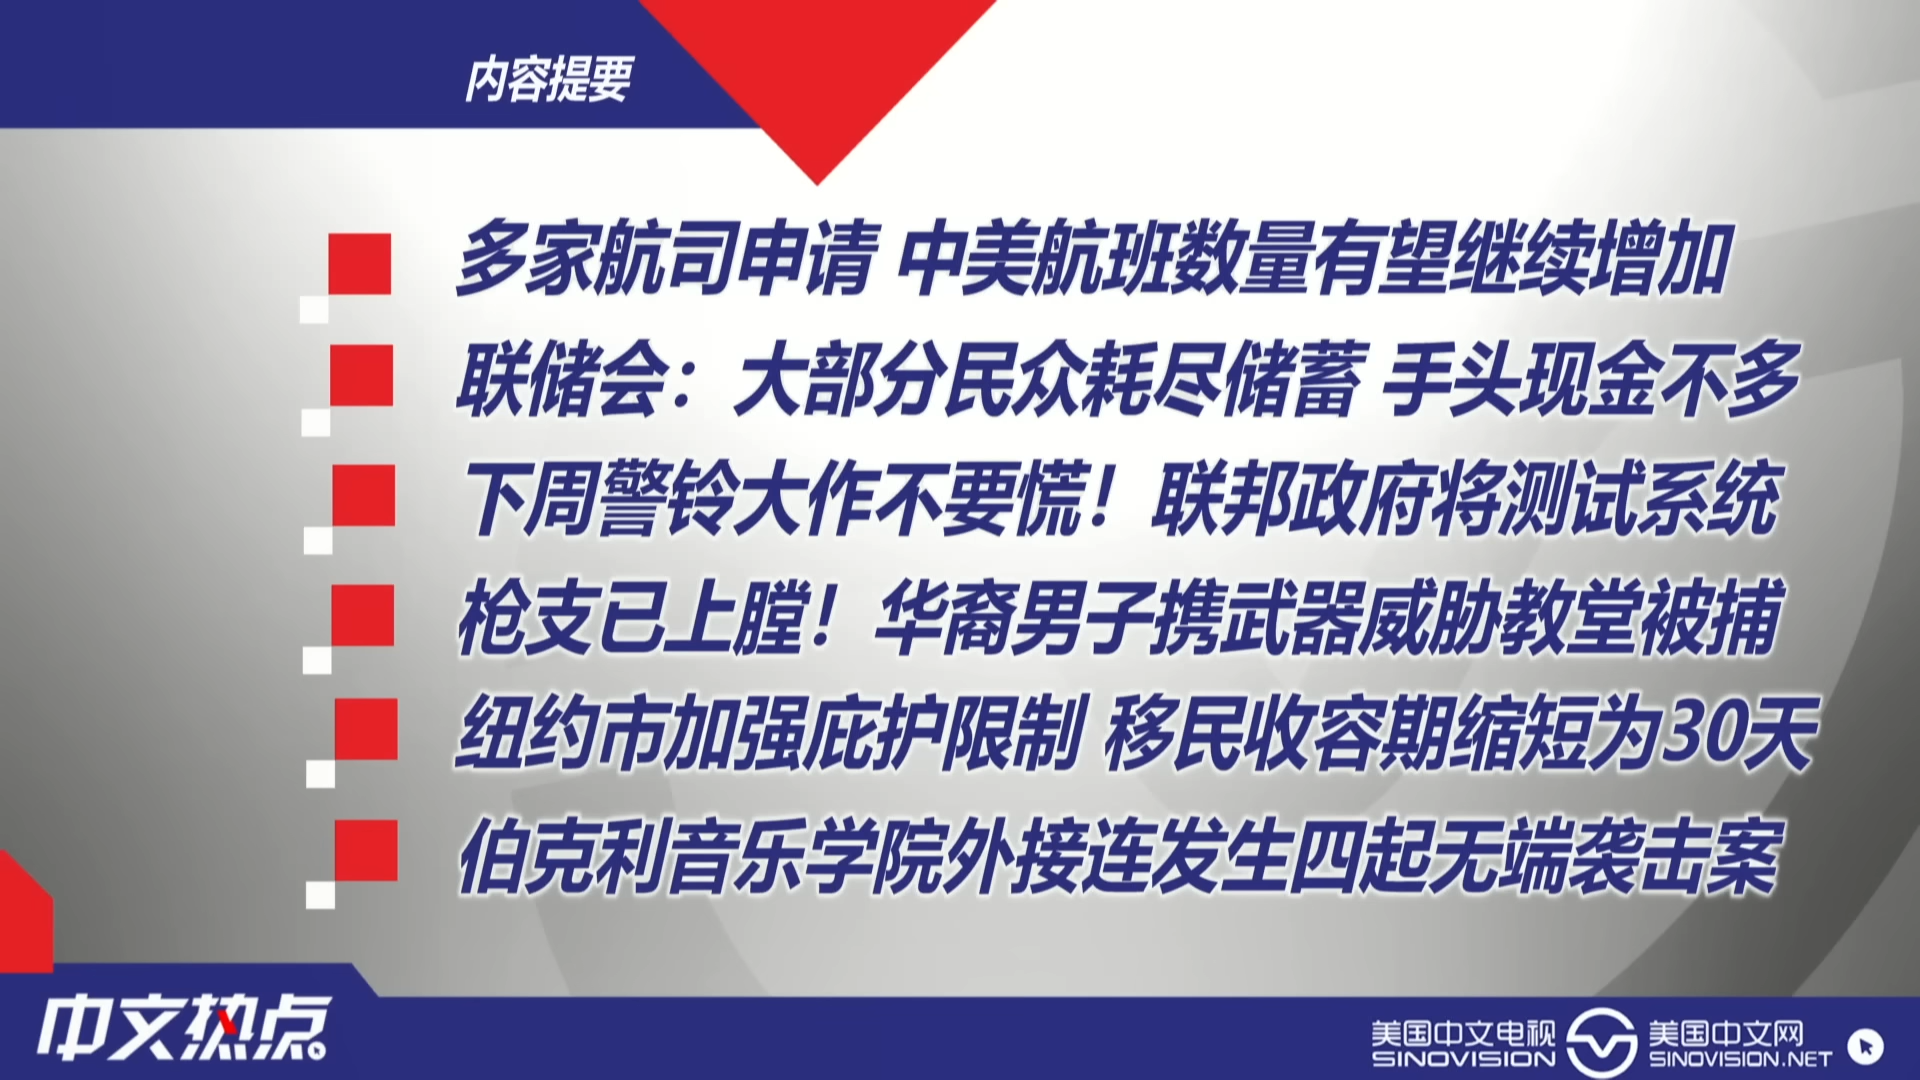 内容提要
多家航司申请 中美航班数量有望继续增加
联储会：大部分民众耗尽储蓄 手头现金不多
下周警铃大作不要慌！联邦政府将测试系统
枪支已上膛！华裔男子携武器威胁教堂被捕
纽约市加强庇护限制 移民收容期缩短为30天
伯克利音乐学院外接连发生四起无端袭击案
中文热点
美国中文电视 美国中文网
SINOVISION SINOVISION.NET